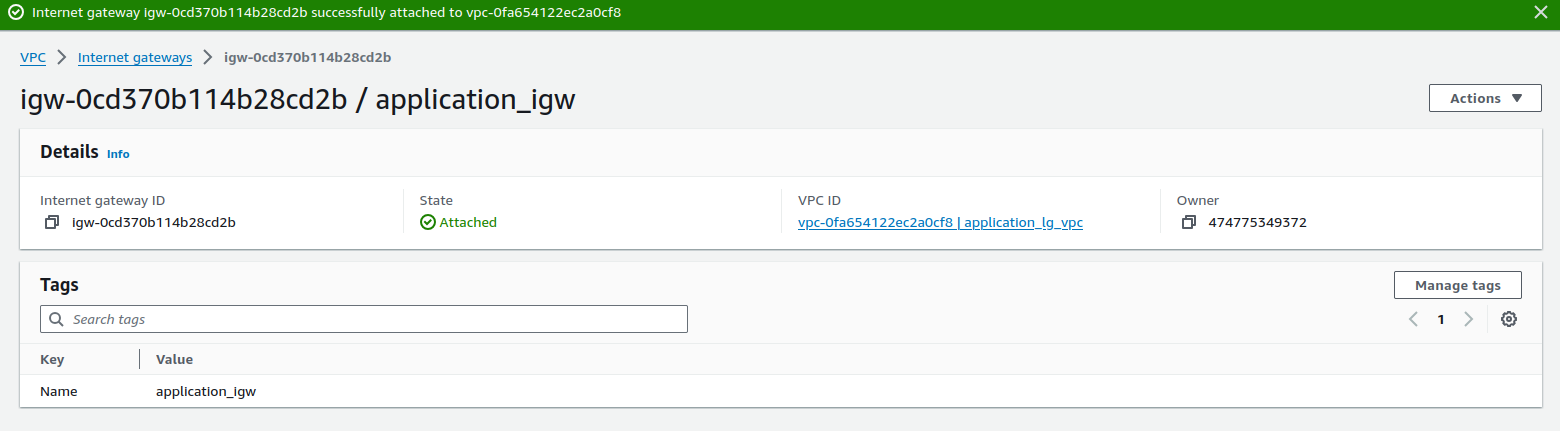 Internet gateway igw-0cd370b114b28cd2b successfully attached to vpc-0fa654122ec2a0cf8
VPC > Internet gateways > igw-0cd370b114b28cd2b
igw-0cd370b114b28cd2b / application_igw
Actions
Details Info
Internet gateway ID
igw-0cd370b114b28cd2b
State
Attached
VPC ID
vpc-0fa654122ec2a0cf8 | application_lg_vpc
Owner
474775349372
Tags
Manage tags
Search tags
1
Key Value
Name application_igw